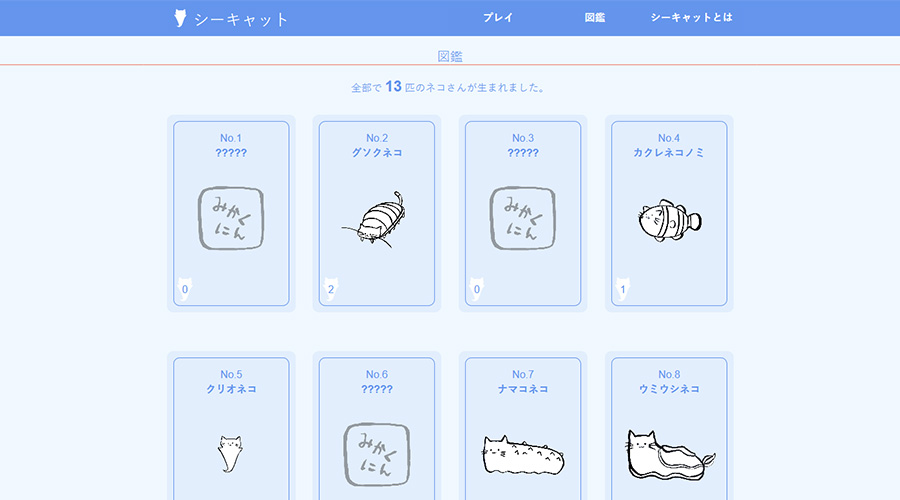 シーキャット
プレイ
図鑑
シーキャットとは
図鑑
全部で 13 匹のネコさんが生まれました。
No.1
?????
みかく
にん
0
No.2
グソクネコ
2
No.3
?????
みかく
にん
0
No.4
カクレネコノミ
1
No.5
クリオネコ
No.6
?????
みかく
にん
No.7
ナマコネコ
No.8
ウミウシネコ